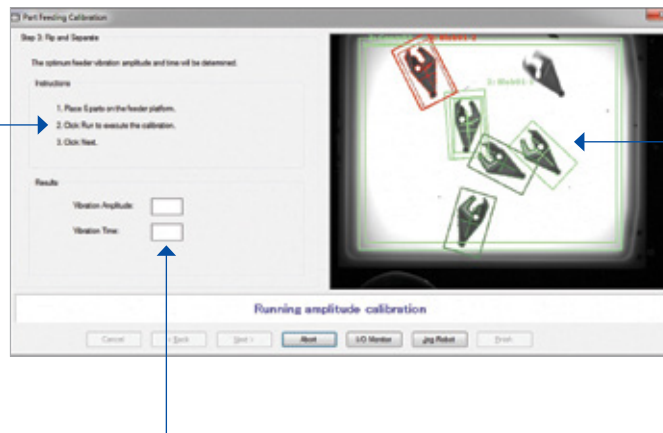 Part Feeding Calibration
Step 3: Flip and Separate
The optimum feeder vibration amplitude and time will be determined.
Instructions
1. Place 6 parts on the feeder platform.
2. Click Run to execute the calibration.
3. Click Next.
Results
Vibration Amplitude:
Vibration Time:
Running amplitude calibration
Cancel
< Back
Next >
Abort
I/O Monitor
Jog Robot
Finish